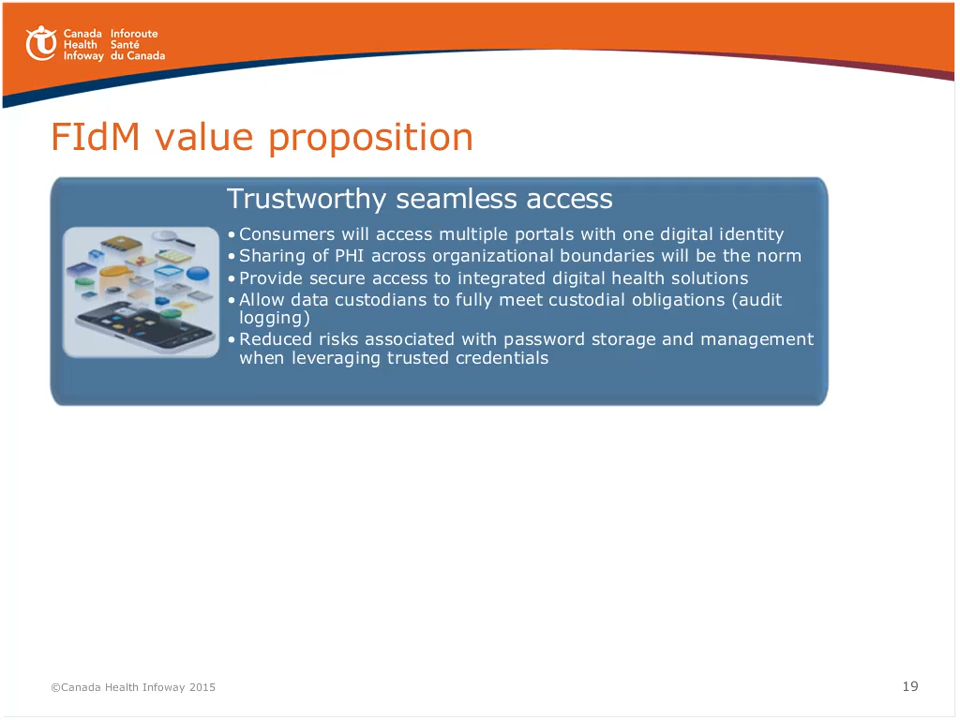 Canada Inforoute
Health Santé
Infoway du Canada
FIdM value proposition
Trustworthy seamless access
• Consumers will access multiple portals with one digital identity
• Sharing of PHI across organizational boundaries will be the norm
• Provide secure access to integrated digital health solutions
• Allow data custodians to fully meet custodial obligations (audit
logging)
• Reduced risks associated with password storage and management
when leveraging trusted credentials
©Canada Health Infoway 2015
19